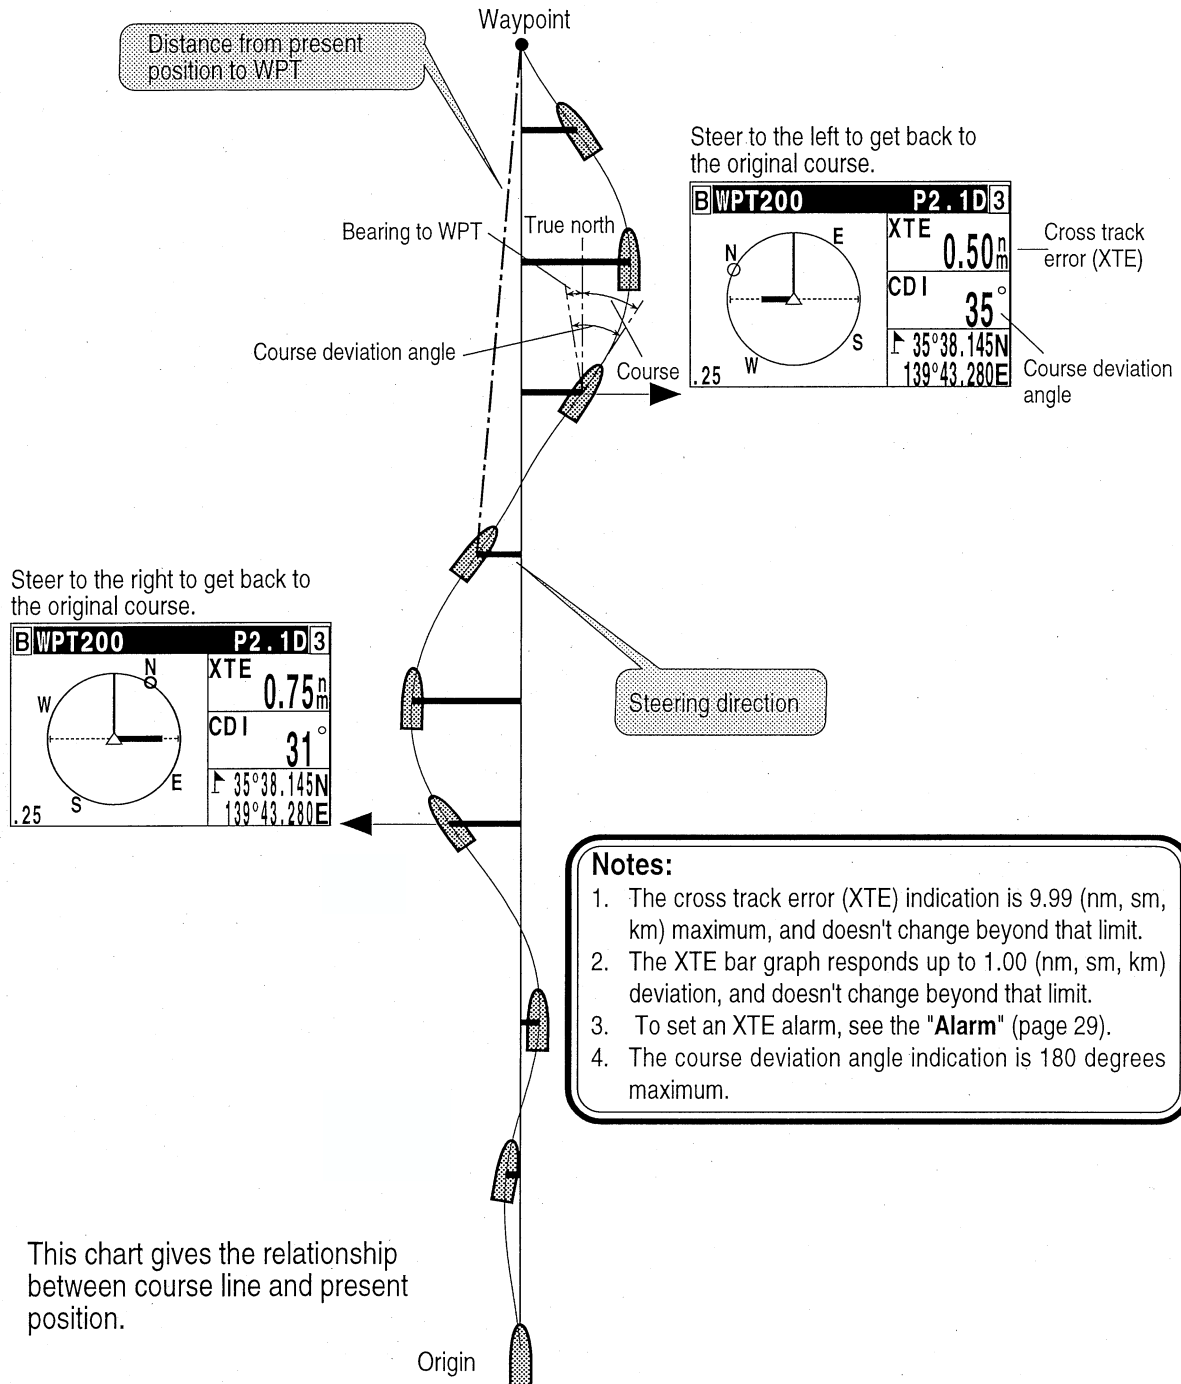 Waypoint
Distance from present
position to WPT
Steer to the left to get back to
the original course.
B WPT200 P2.1D 3
XTE
0.50 nm
CDI
35°
35°38.145N
139°43.280E
N
E
S
W
.25
Cross track
error (XTE)
Course deviation
angle
Bearing to WPT
True north
Course deviation angle
Course
Steer to the right to get back to
the original course.
B WPT200 P2.1D 3
XTE
0.75 nm
CDI
31°
35°38.145N
139°43.280E
N
W
E
S
.25
Steering direction
Notes:
1. The cross track error (XTE) indication is 9.99 (nm, sm,
km) maximum, and doesn't change beyond that limit.
2. The XTE bar graph responds up to 1.00 (nm, sm, km)
deviation, and doesn't change beyond that limit.
3. To set an XTE alarm, see the "Alarm" (page 29).
4. The course deviation angle indication is 180 degrees
maximum.
This chart gives the relationship
between course line and present
position.
Origin